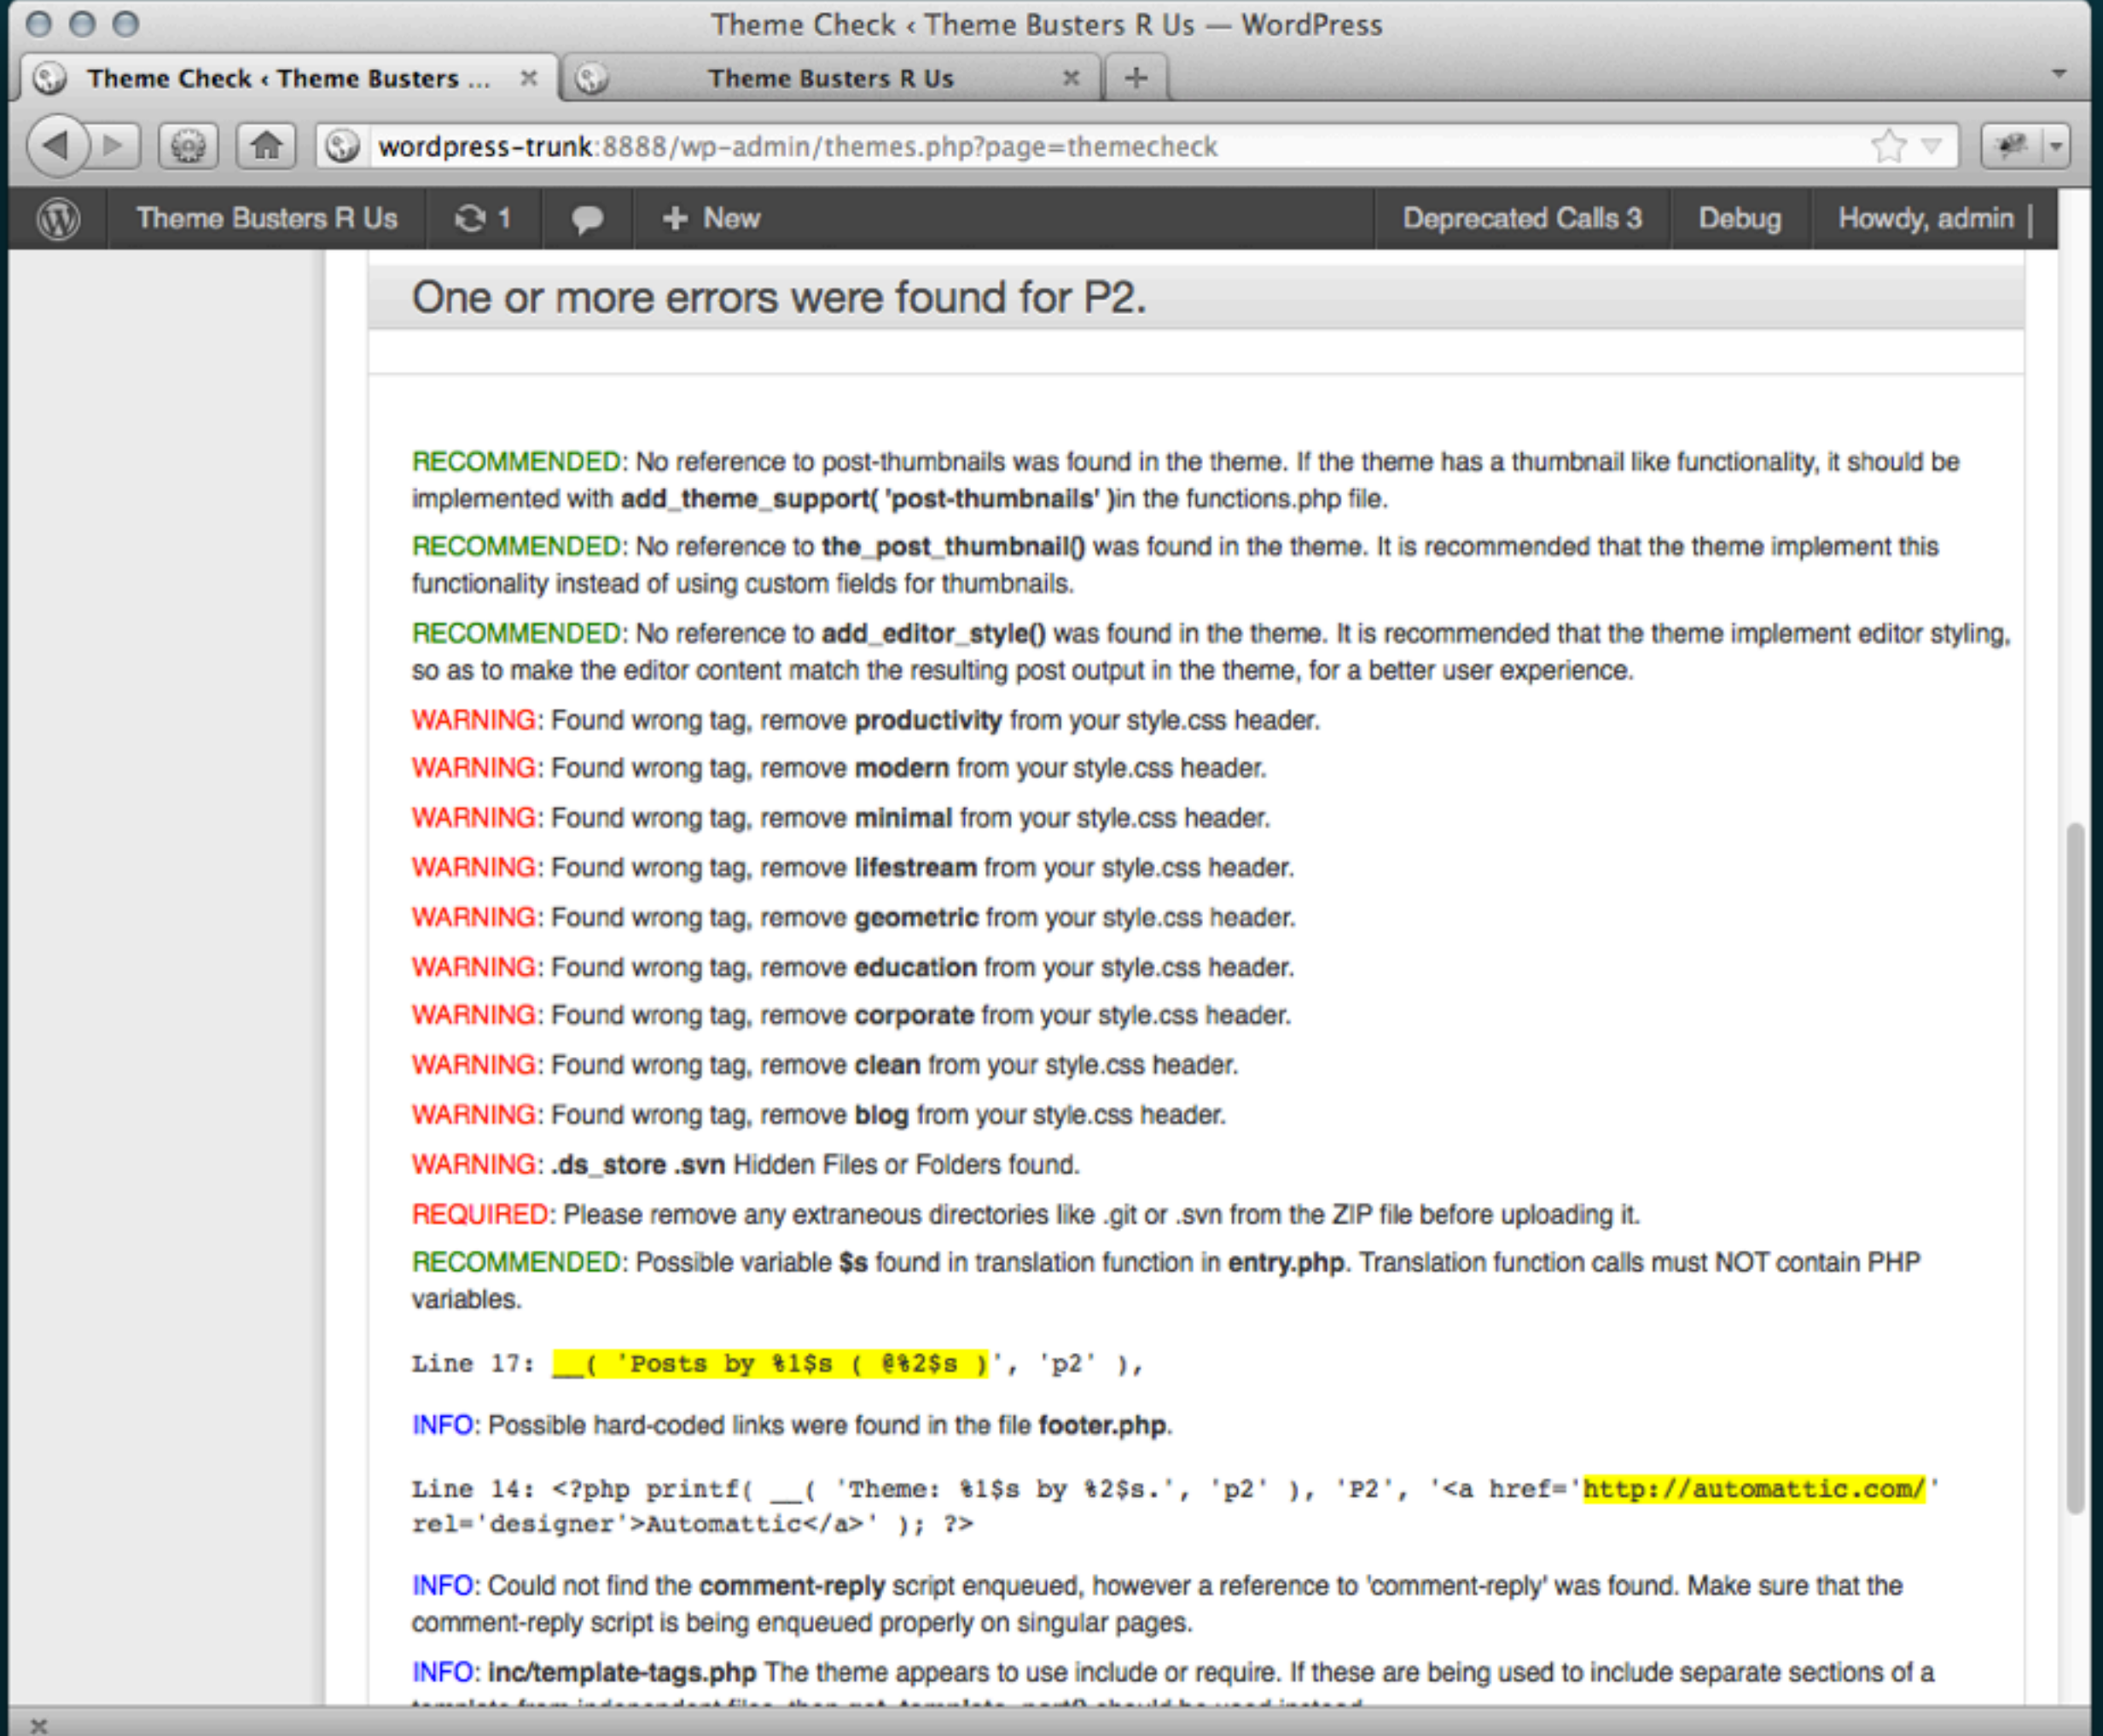 Theme Check ‹ Theme Busters R Us — WordPress
Theme Check ‹ Theme Busters ...
Theme Busters R Us
wordpress-trunk:8888/wp-admin/themes.php?page=themecheck
Theme Busters R Us 1 + New Deprecated Calls 3 Debug Howdy, admin
One or more errors were found for P2.
RECOMMENDED: No reference to post-thumbnails was found in the theme. If the theme has a thumbnail like functionality, it should be
implemented with add_theme_support( 'post-thumbnails' )in the functions.php file.
RECOMMENDED: No reference to the_post_thumbnail() was found in the theme. It is recommended that the theme implement this
functionality instead of using custom fields for thumbnails.
RECOMMENDED: No reference to add_editor_style() was found in the theme. It is recommended that the theme implement editor styling,
so as to make the editor content match the resulting post output in the theme, for a better user experience.
WARNING: Found wrong tag, remove productivity from your style.css header.
WARNING: Found wrong tag, remove modern from your style.css header.
WARNING: Found wrong tag, remove minimal from your style.css header.
WARNING: Found wrong tag, remove lifestream from your style.css header.
WARNING: Found wrong tag, remove geometric from your style.css header.
WARNING: Found wrong tag, remove education from your style.css header.
WARNING: Found wrong tag, remove corporate from your style.css header.
WARNING: Found wrong tag, remove clean from your style.css header.
WARNING: Found wrong tag, remove blog from your style.css header.
WARNING: .ds_store .svn Hidden Files or Folders found.
REQUIRED: Please remove any extraneous directories like .git or .svn from the ZIP file before uploading it.
RECOMMENDED: Possible variable $s found in translation function in entry.php. Translation function calls must NOT contain PHP
variables.
Line 17: __( 'Posts by %1$s ( @%2$s )', 'p2' ),
INFO: Possible hard-coded links were found in the file footer.php.
Line 14: <?php printf( __( 'Theme: %1$s by %2$s.', 'p2' ), 'P2', '<a href='http://automattic.com/'
rel='designer'>Automattic</a>' ); ?>
INFO: Could not find the comment-reply script enqueued, however a reference to 'comment-reply' was found. Make sure that the
comment-reply script is being enqueued properly on singular pages.
INFO: inc/template-tags.php The theme appears to use include or require. If these are being used to include separate sections of a
template from independent files, then get_template_part() should be used instead